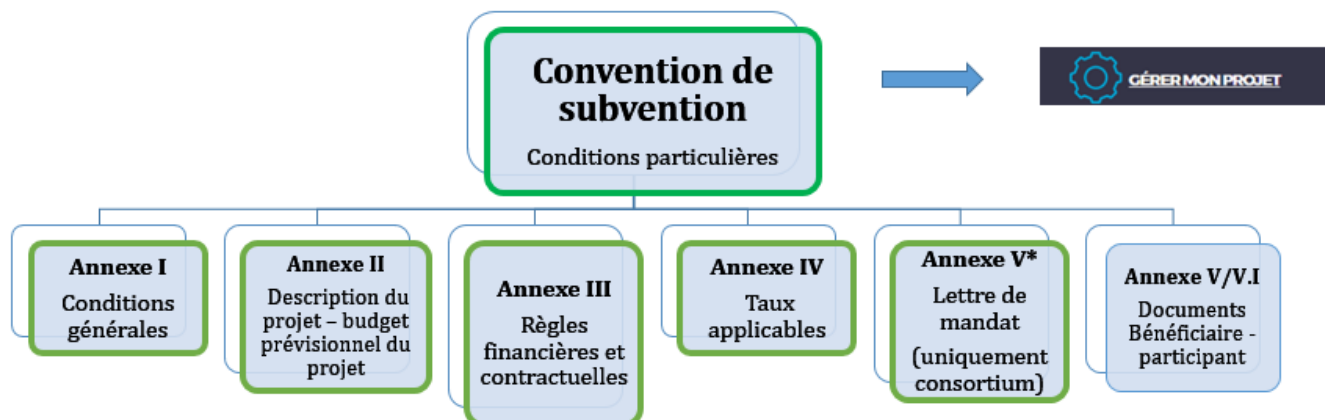 Convention de
subvention
Conditions particulières
GÉRER MON PROJET
Annexe I
Conditions
générales
Annexe II
Description du
projet – budget
prévisionnel du
projet
Annexe III
Règles
financières et
contractuelles
Annexe IV
Taux
applicables
Annexe V*
Lettre de
mandat
(uniquement
consortium)
Annexe V/V.I
Documents
Bénéficiaire -
participant